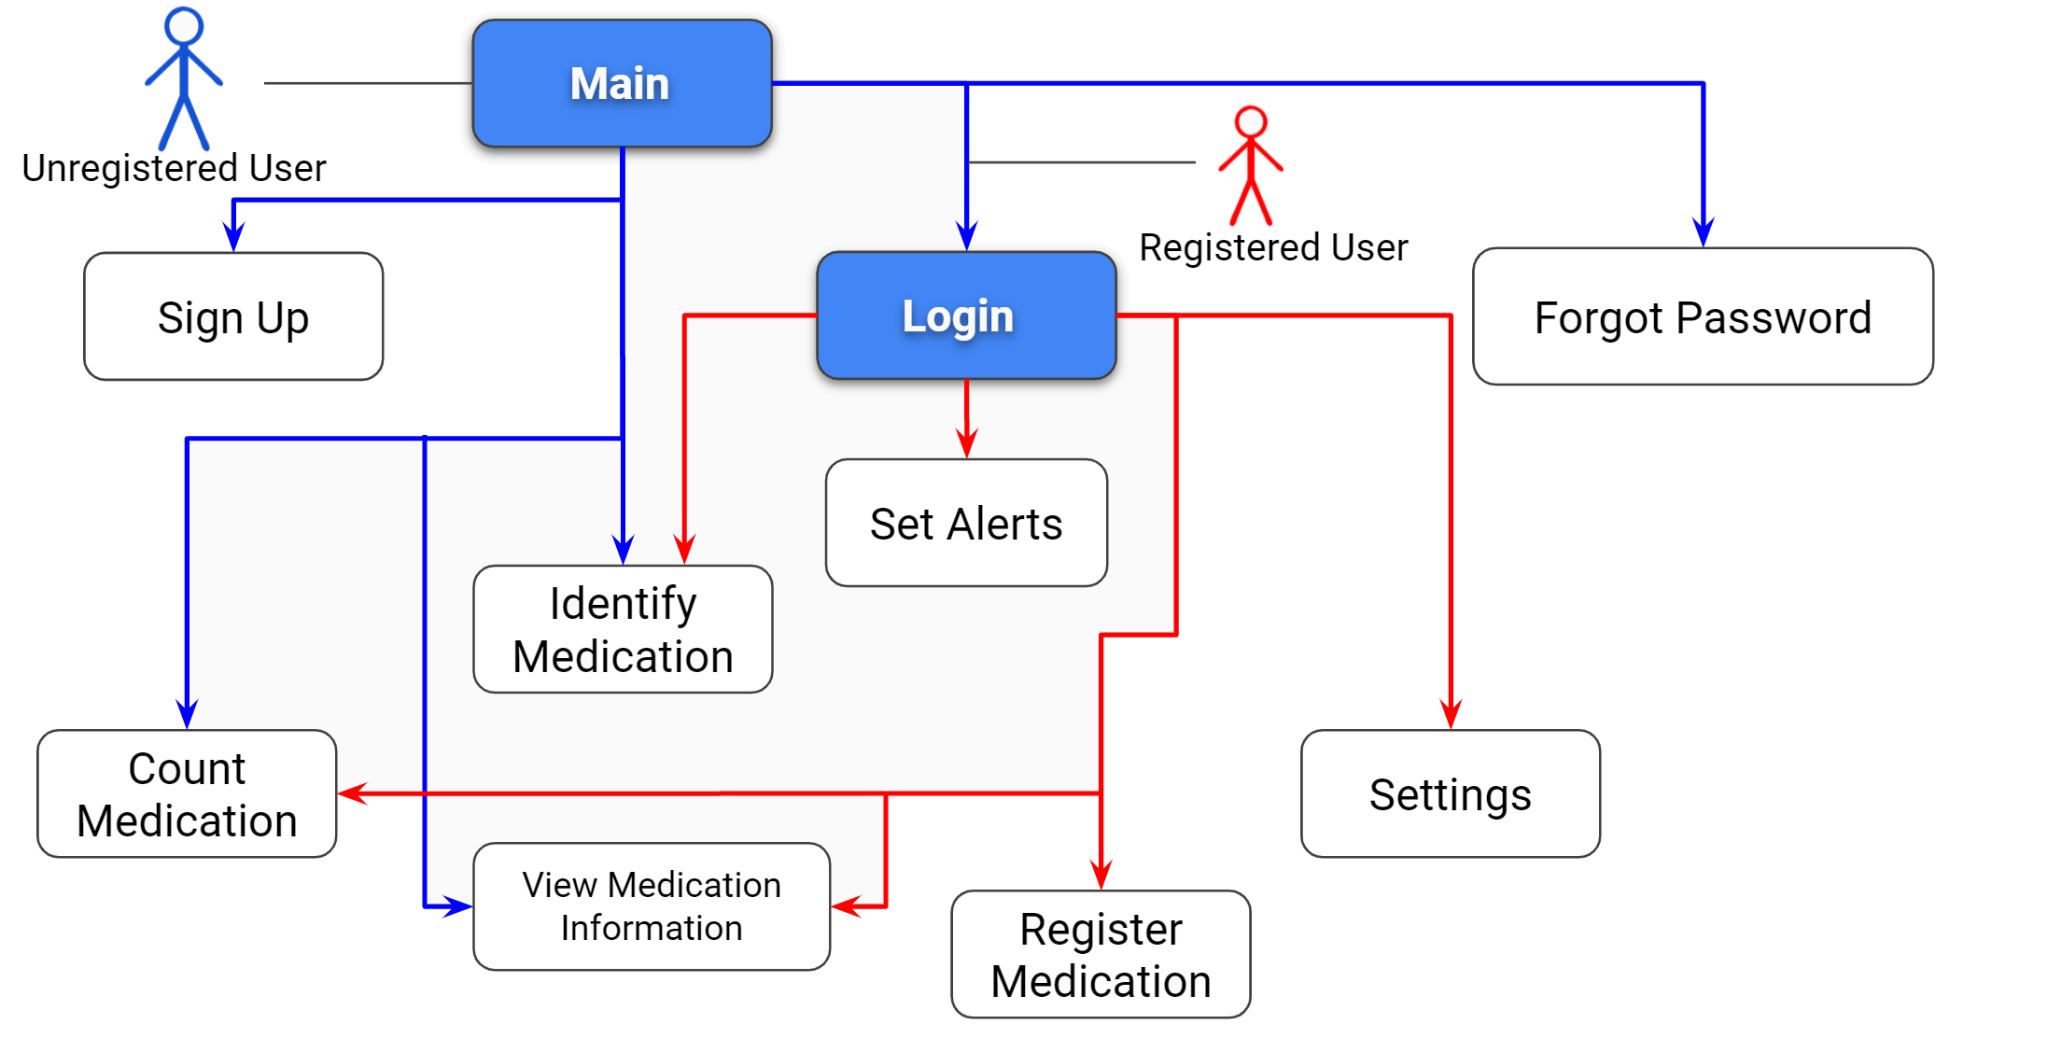 Main
Unregistered User
Registered User
Sign Up
Login
Forgot Password
Set Alerts
Identify
Medication
Count
Medication
Settings
View Medication
Information
Register
Medication